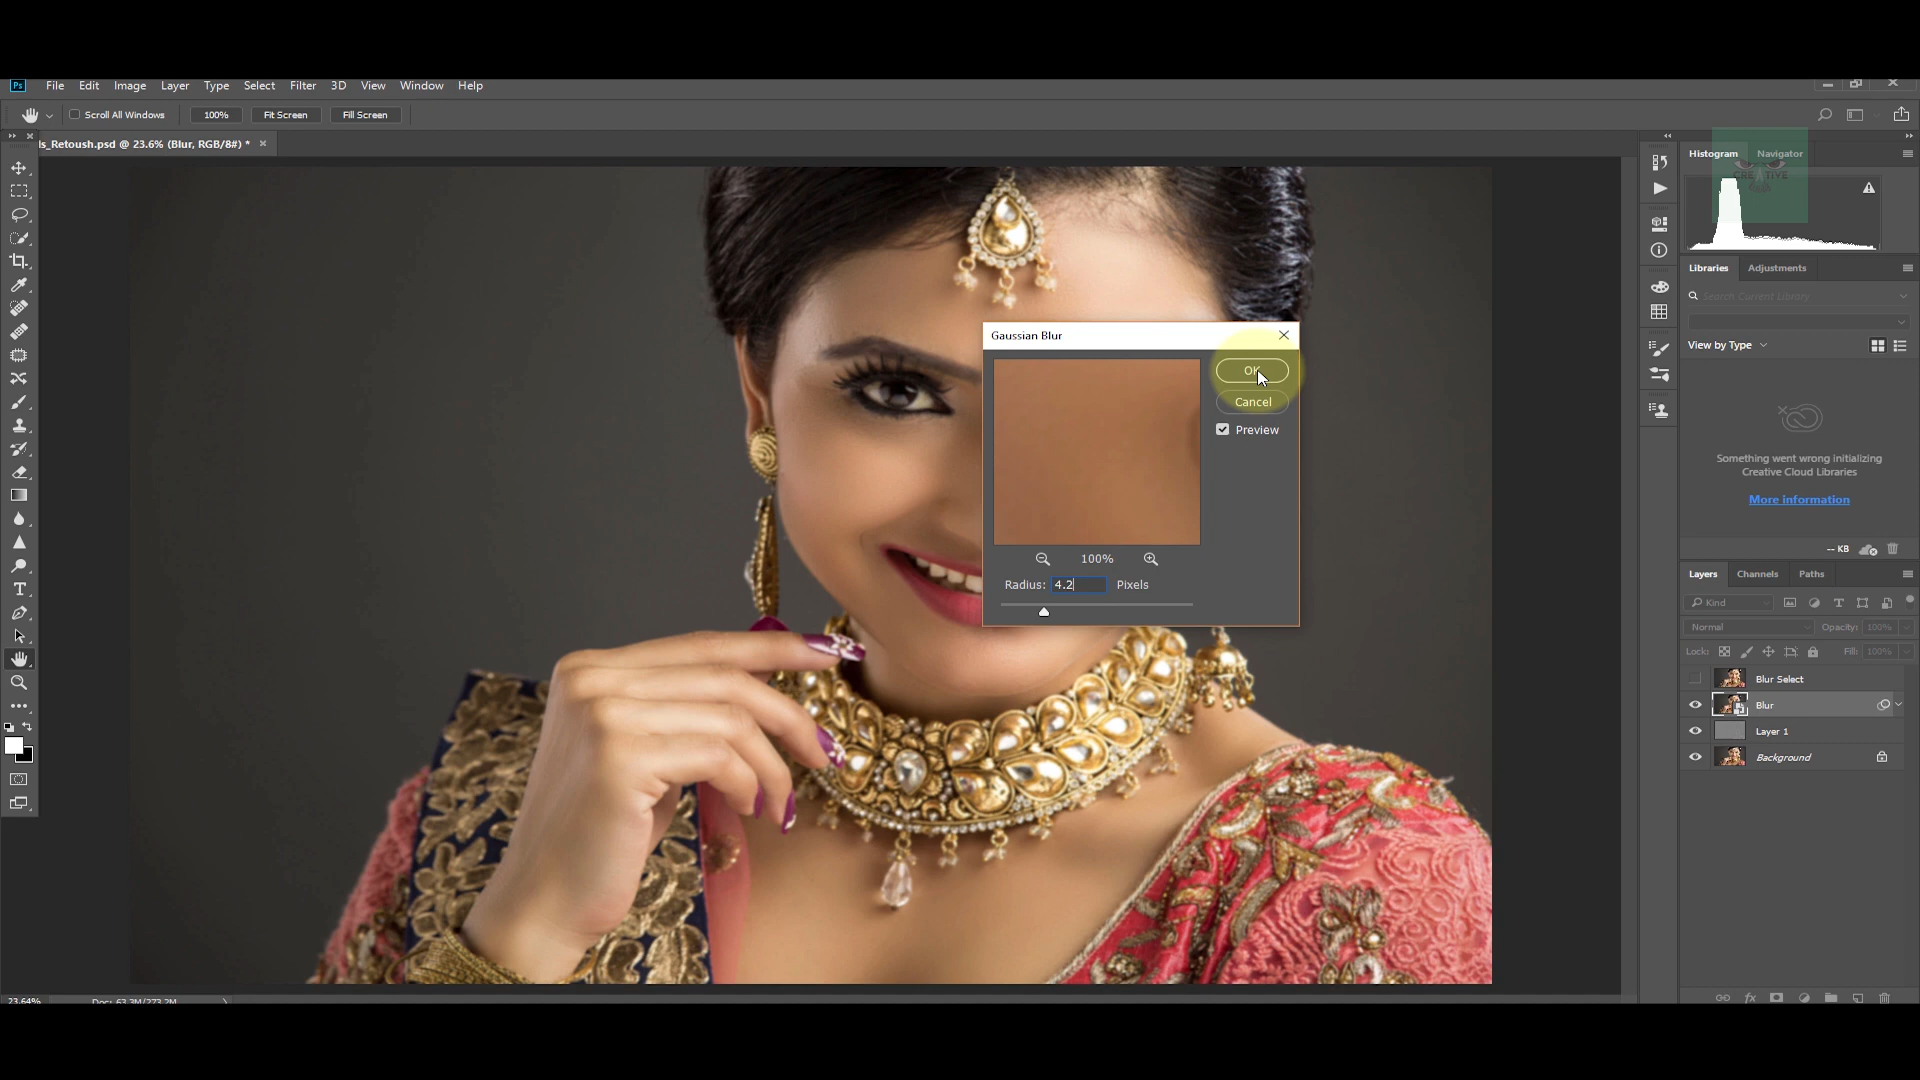 Ps File Edit Image Layer Type Select Filter 3D View Window Help
Scroll All Windows 100% Fit Screen Fill Screen
ls_Retoush.psd @ 23.6% (Blur, RGB/8#) *
Histogram Navigator
CREATIVE
Libraries Adjustments
Search Current Library
View by Type
Something went wrong initializing
Creative Cloud Libraries
More information
-- KB
Gaussian Blur
OK
Cancel
Preview
100%
Radius: 4.2 Pixels
Layers Channels Paths
Kind
Normal Opacity: 100%
Lock: Fill: 100%
Blur Select
Blur
Layer 1
Background
fx
23.64% Doc: 63.3M/273.2M